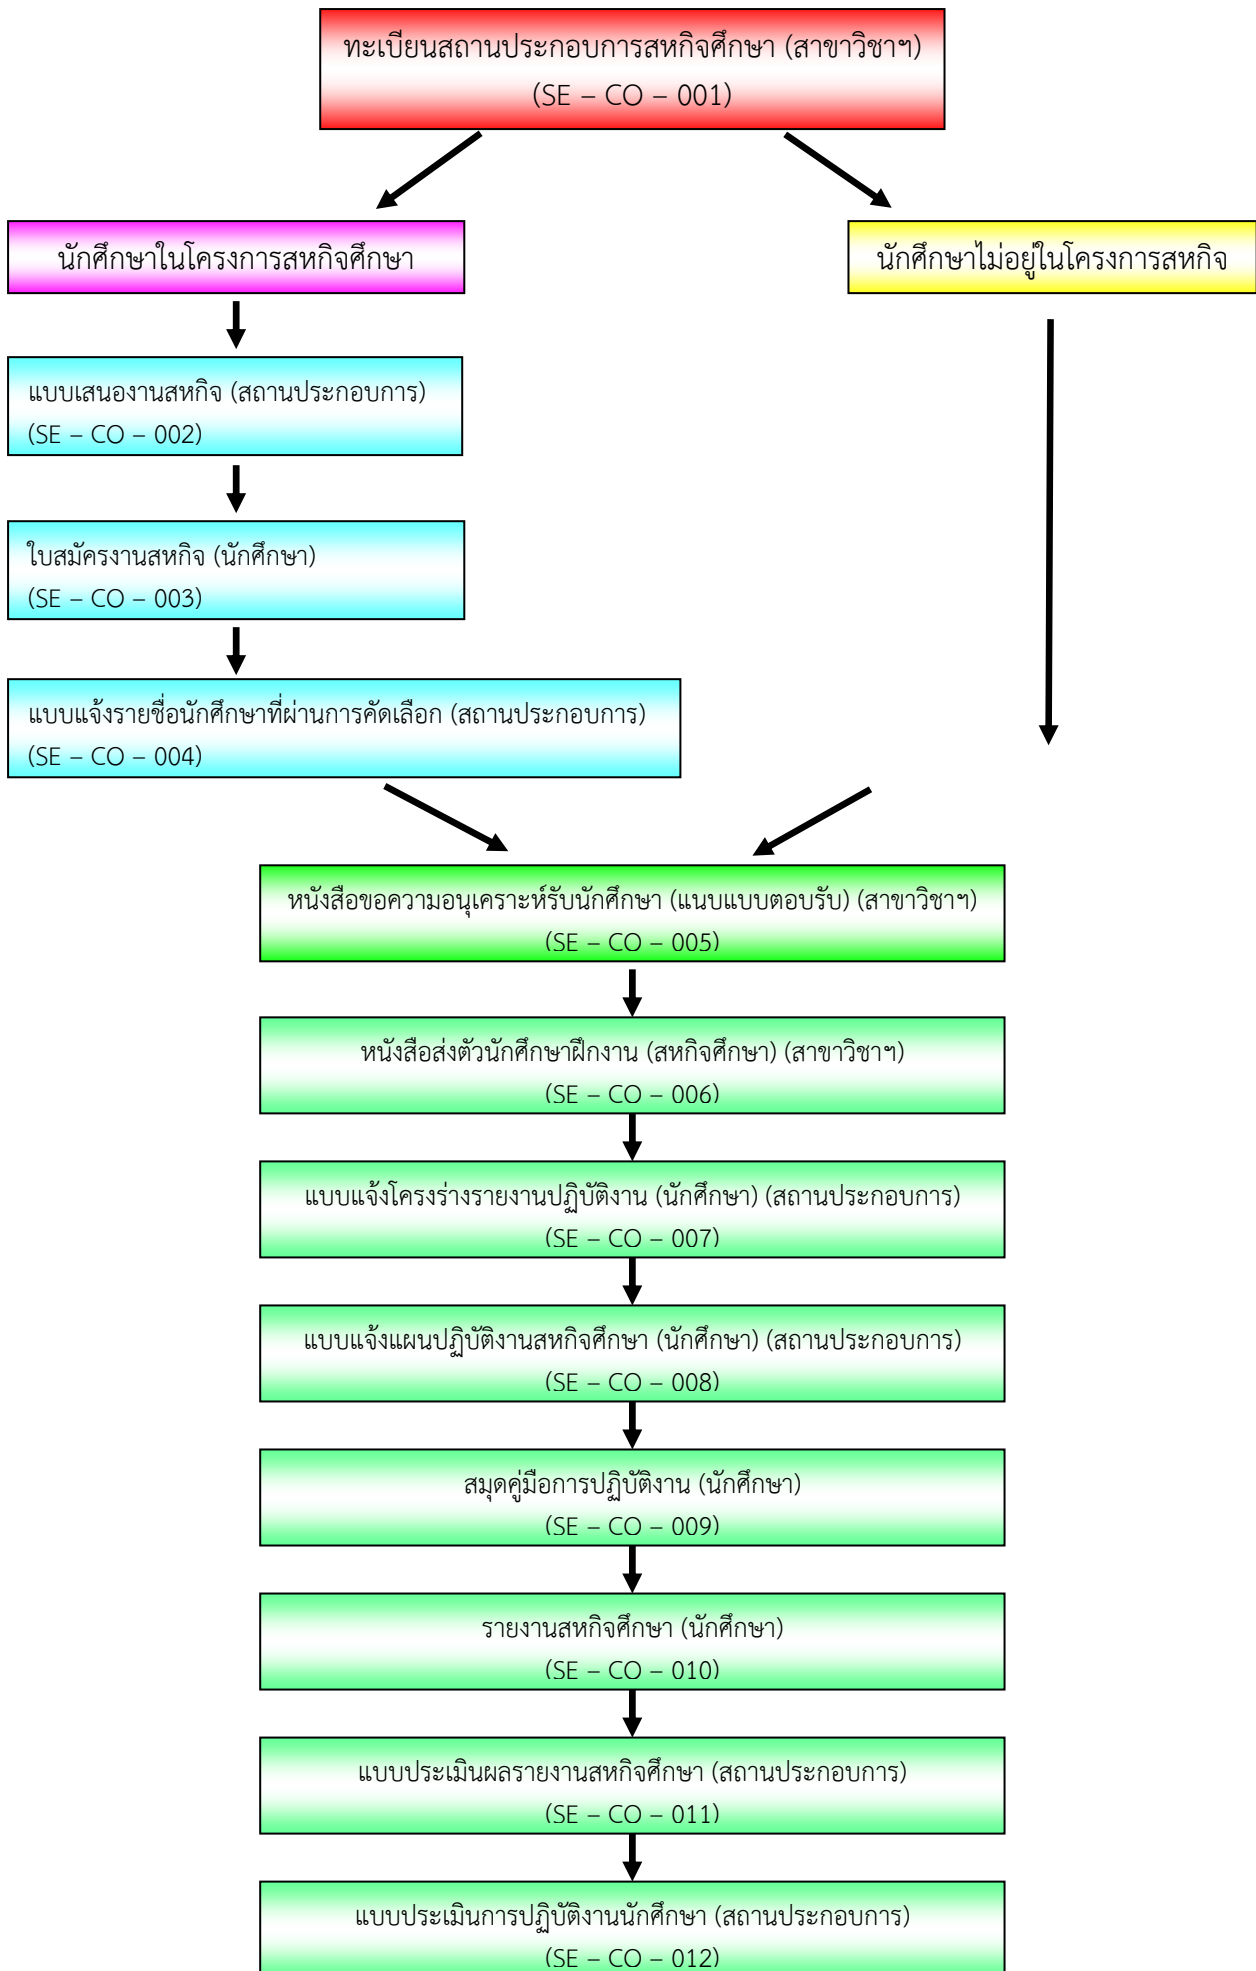 ทะเบียนสถานประกอบการสหกิจศึกษา (สาขาวิชาฯ)
(SE – CO – 001)
นักศึกษาในโครงการสหกิจศึกษา
นักศึกษาไม่อยู่ในโครงการสหกิจ
แบบเสนองานสหกิจ (สถานประกอบการ)
(SE – CO – 002)
ใบสมัครงานสหกิจ (นักศึกษา)
(SE – CO – 003)
แบบแจ้งรายชื่อนักศึกษาที่ผ่านการคัดเลือก (สถานประกอบการ)
(SE – CO – 004)
หนังสือขอความอนุเคราะห์รับนักศึกษา (แนบแบบตอบรับ) (สาขาวิชาฯ)
(SE – CO – 005)
หนังสือส่งตัวนักศึกษาฝึกงาน (สหกิจศึกษา) (สาขาวิชาฯ)
(SE – CO – 006)
แบบแจ้งโครงร่างรายงานปฏิบัติงาน (นักศึกษา) (สถานประกอบการ)
(SE – CO – 007)
แบบแจ้งแผนปฏิบัติงานสหกิจศึกษา (นักศึกษา) (สถานประกอบการ)
(SE – CO – 008)
สมุดคู่มือการปฏิบัติงาน (นักศึกษา)
(SE – CO – 009)
รายงานสหกิจศึกษา (นักศึกษา)
(SE – CO – 010)
แบบประเมินผลรายงานสหกิจศึกษา (สถานประกอบการ)
(SE – CO – 011)
แบบประเมินการปฏิบัติงานนักศึกษา (สถานประกอบการ)
(SE – CO – 012)